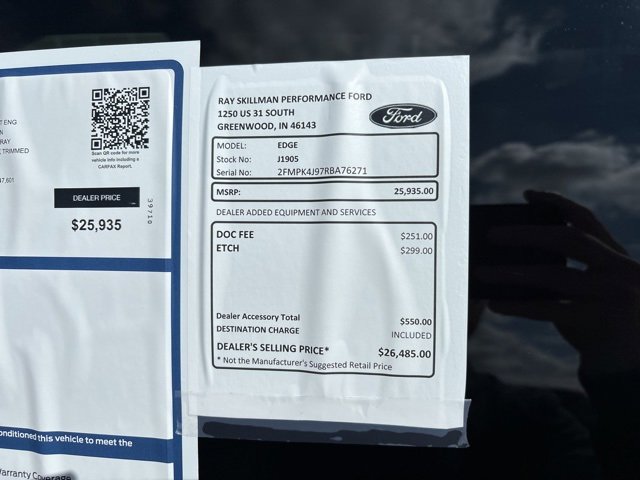 T ENG
N
RAY
TRIMMED
Scan QR code for more
vehicle info including a
CARFAX Report.
7,601
DEALER PRICE
$25,935
39710
onditioned this vehicle to meet the
Warranty Coverage
RAY SKILLMAN PERFORMANCE FORD
1250 US 31 SOUTH
GREENWOOD, IN 46143
Ford
MODEL: EDGE
Stock No: J1905
Serial No: 2FMPK4J97RBA76271
MSRP: 25,935.00
DEALER ADDED EQUIPMENT AND SERVICES
DOC FEE $251.00
ETCH $299.00
Dealer Accessory Total $550.00
DESTINATION CHARGE INCLUDED
DEALER'S SELLING PRICE* $26,485.00
* Not the Manufacturer's Suggested Retail Price